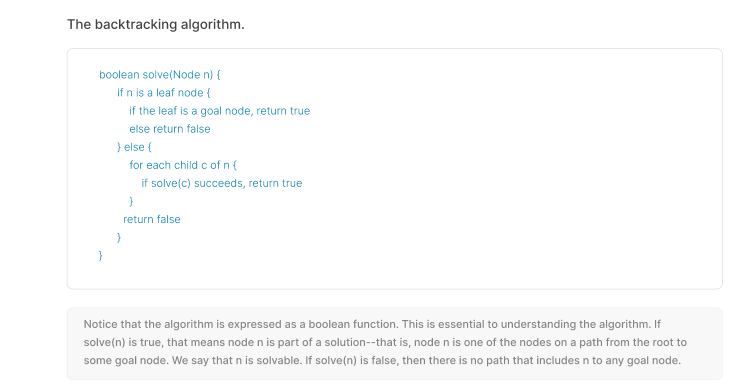 The backtracking algorithm.
boolean solve(Node n) {
if n is a leaf node {
if the leaf is a goal node, return true
else return false
} else {
for each child c of n {
if solve(c) succeeds, return true
}
return false
}
}
Notice that the algorithm is expressed as a boolean function. This is essential to understanding the algorithm. If
solve(n) is true, that means node n is part of a solution--that is, node n is one of the nodes on a path from the root to
some goal node. We say that n is solvable. If solve(n) is false, then there is no path that includes n to any goal node.